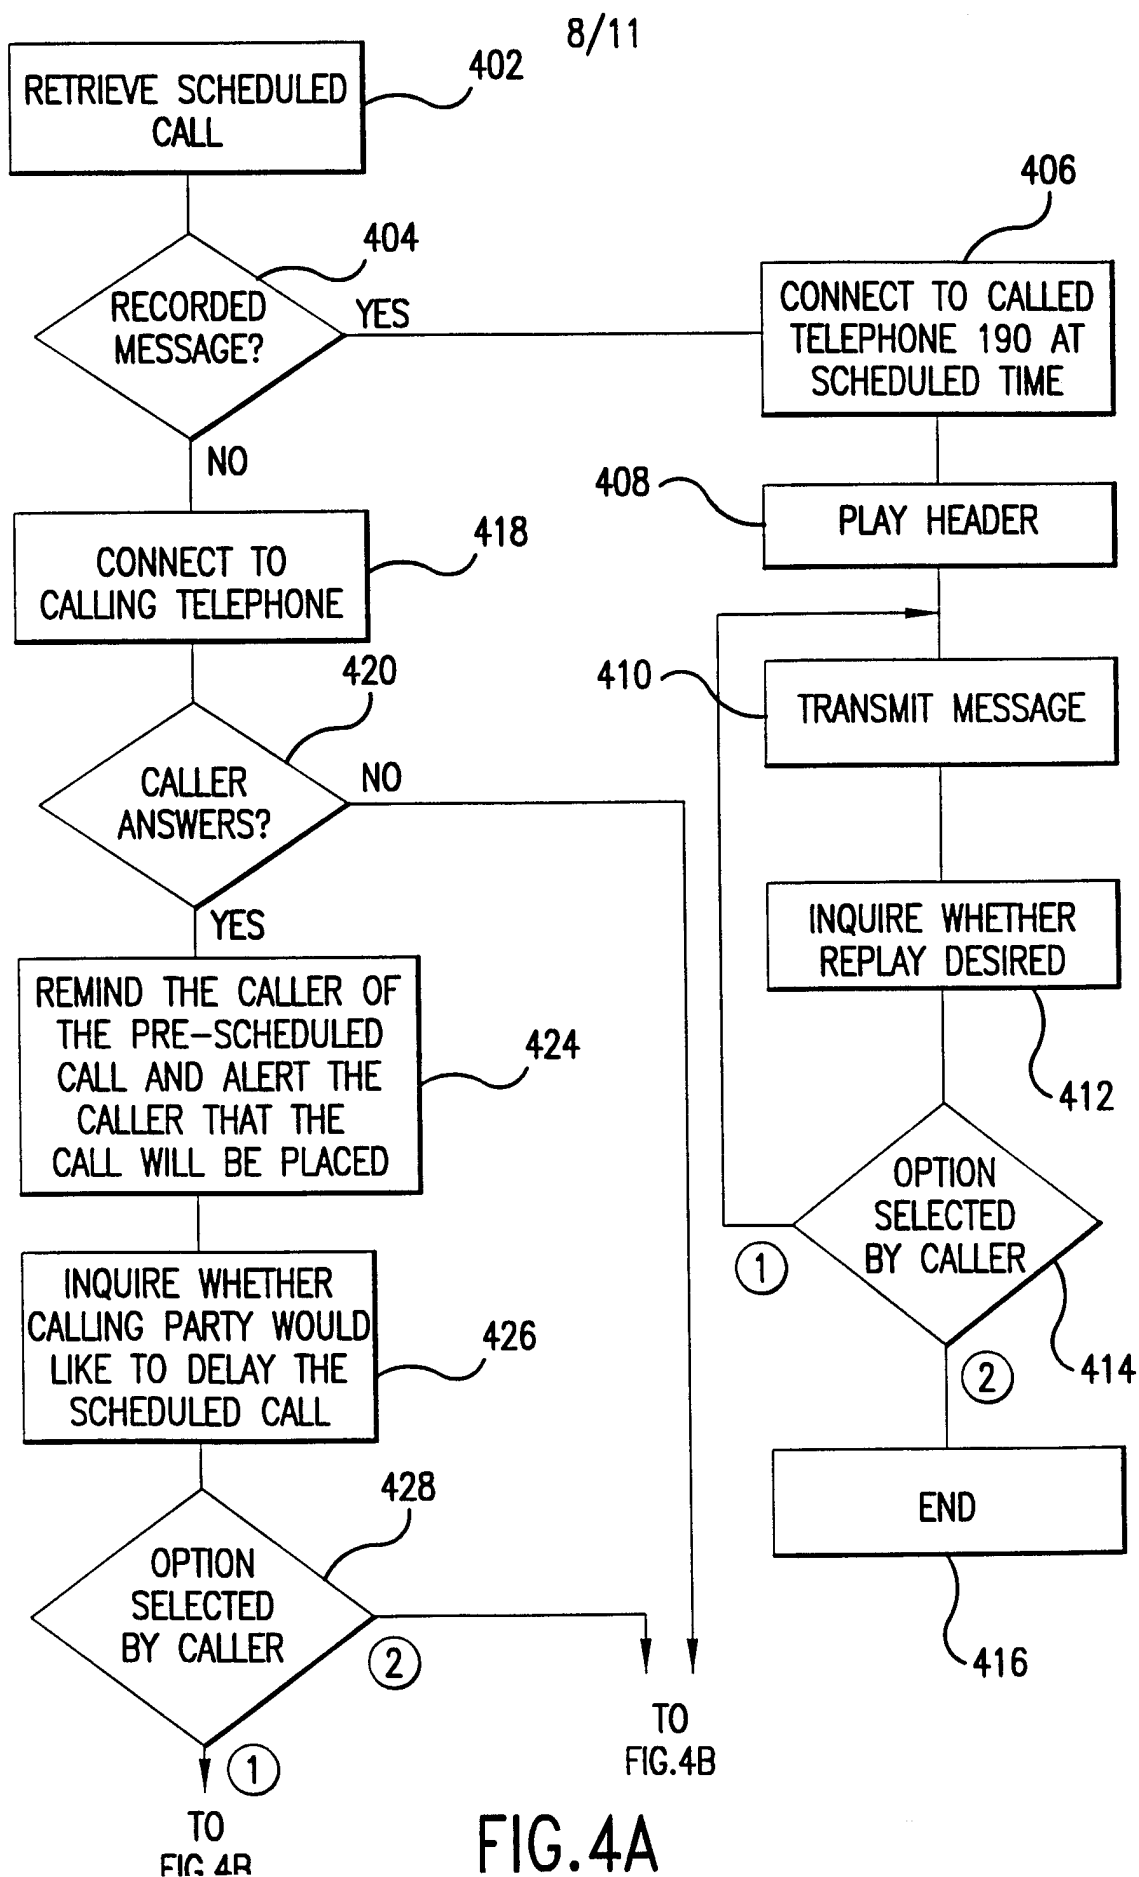 8/11
RETRIEVE SCHEDULED
CALL
402
RECORDED
MESSAGE?
404
YES
NO
CONNECT TO CALLED
TELEPHONE 190 AT
SCHEDULED TIME
406
PLAY HEADER
408
TRANSMIT MESSAGE
410
INQUIRE WHETHER
REPLAY DESIRED
412
OPTION
SELECTED
BY CALLER
414
1
2
END
416
CONNECT TO
CALLING TELEPHONE
418
CALLER
ANSWERS?
420
NO
YES
REMIND THE CALLER OF
THE PRE-SCHEDULED
CALL AND ALERT THE
CALLER THAT THE
CALL WILL BE PLACED
424
INQUIRE WHETHER
CALLING PARTY WOULD
LIKE TO DELAY THE
SCHEDULED CALL
426
OPTION
SELECTED
BY CALLER
428
2
1
TO
FIG.4B
TO
FIG.4B
FIG.4A